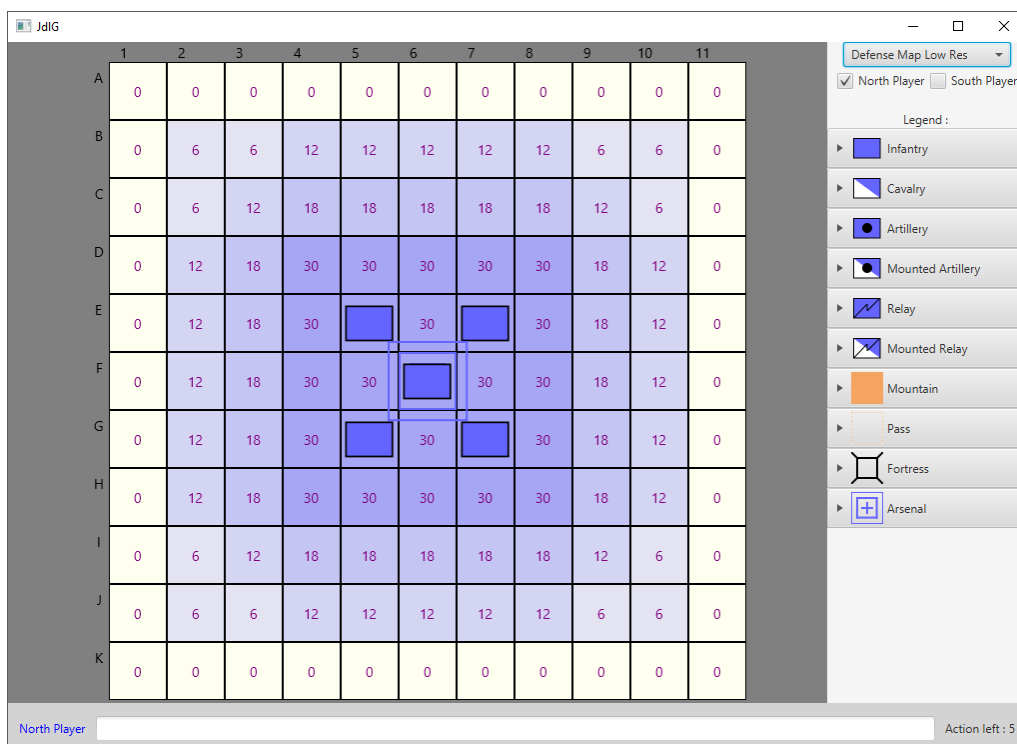 JdlG
Defense Map Low Res
North Player South Player
Legend :
1 2 3 4 5 6 7 8 9 10 11
A 0 0 0 0 0 0 0 0 0 0 0
B 0 6 6 12 12 12 12 12 6 6 0
C 0 6 12 18 18 18 18 18 12 6 0
D 0 12 18 30 30 30 30 30 18 12 0
E 0 12 18 30 30 30 18 12 0
F 0 12 18 30 30 30 30 18 12 0
G 0 12 18 30 30 30 18 12 0
H 0 12 18 30 30 30 30 30 18 12 0
I 0 6 12 18 18 18 18 18 12 6 0
J 0 6 6 12 12 12 12 12 6 6 0
K 0 0 0 0 0 0 0 0 0 0 0
Infantry
Cavalry
Artillery
Mounted Artillery
Relay
Mounted Relay
Mountain
Pass
Fortress
Arsenal
North Player
Action left : 5